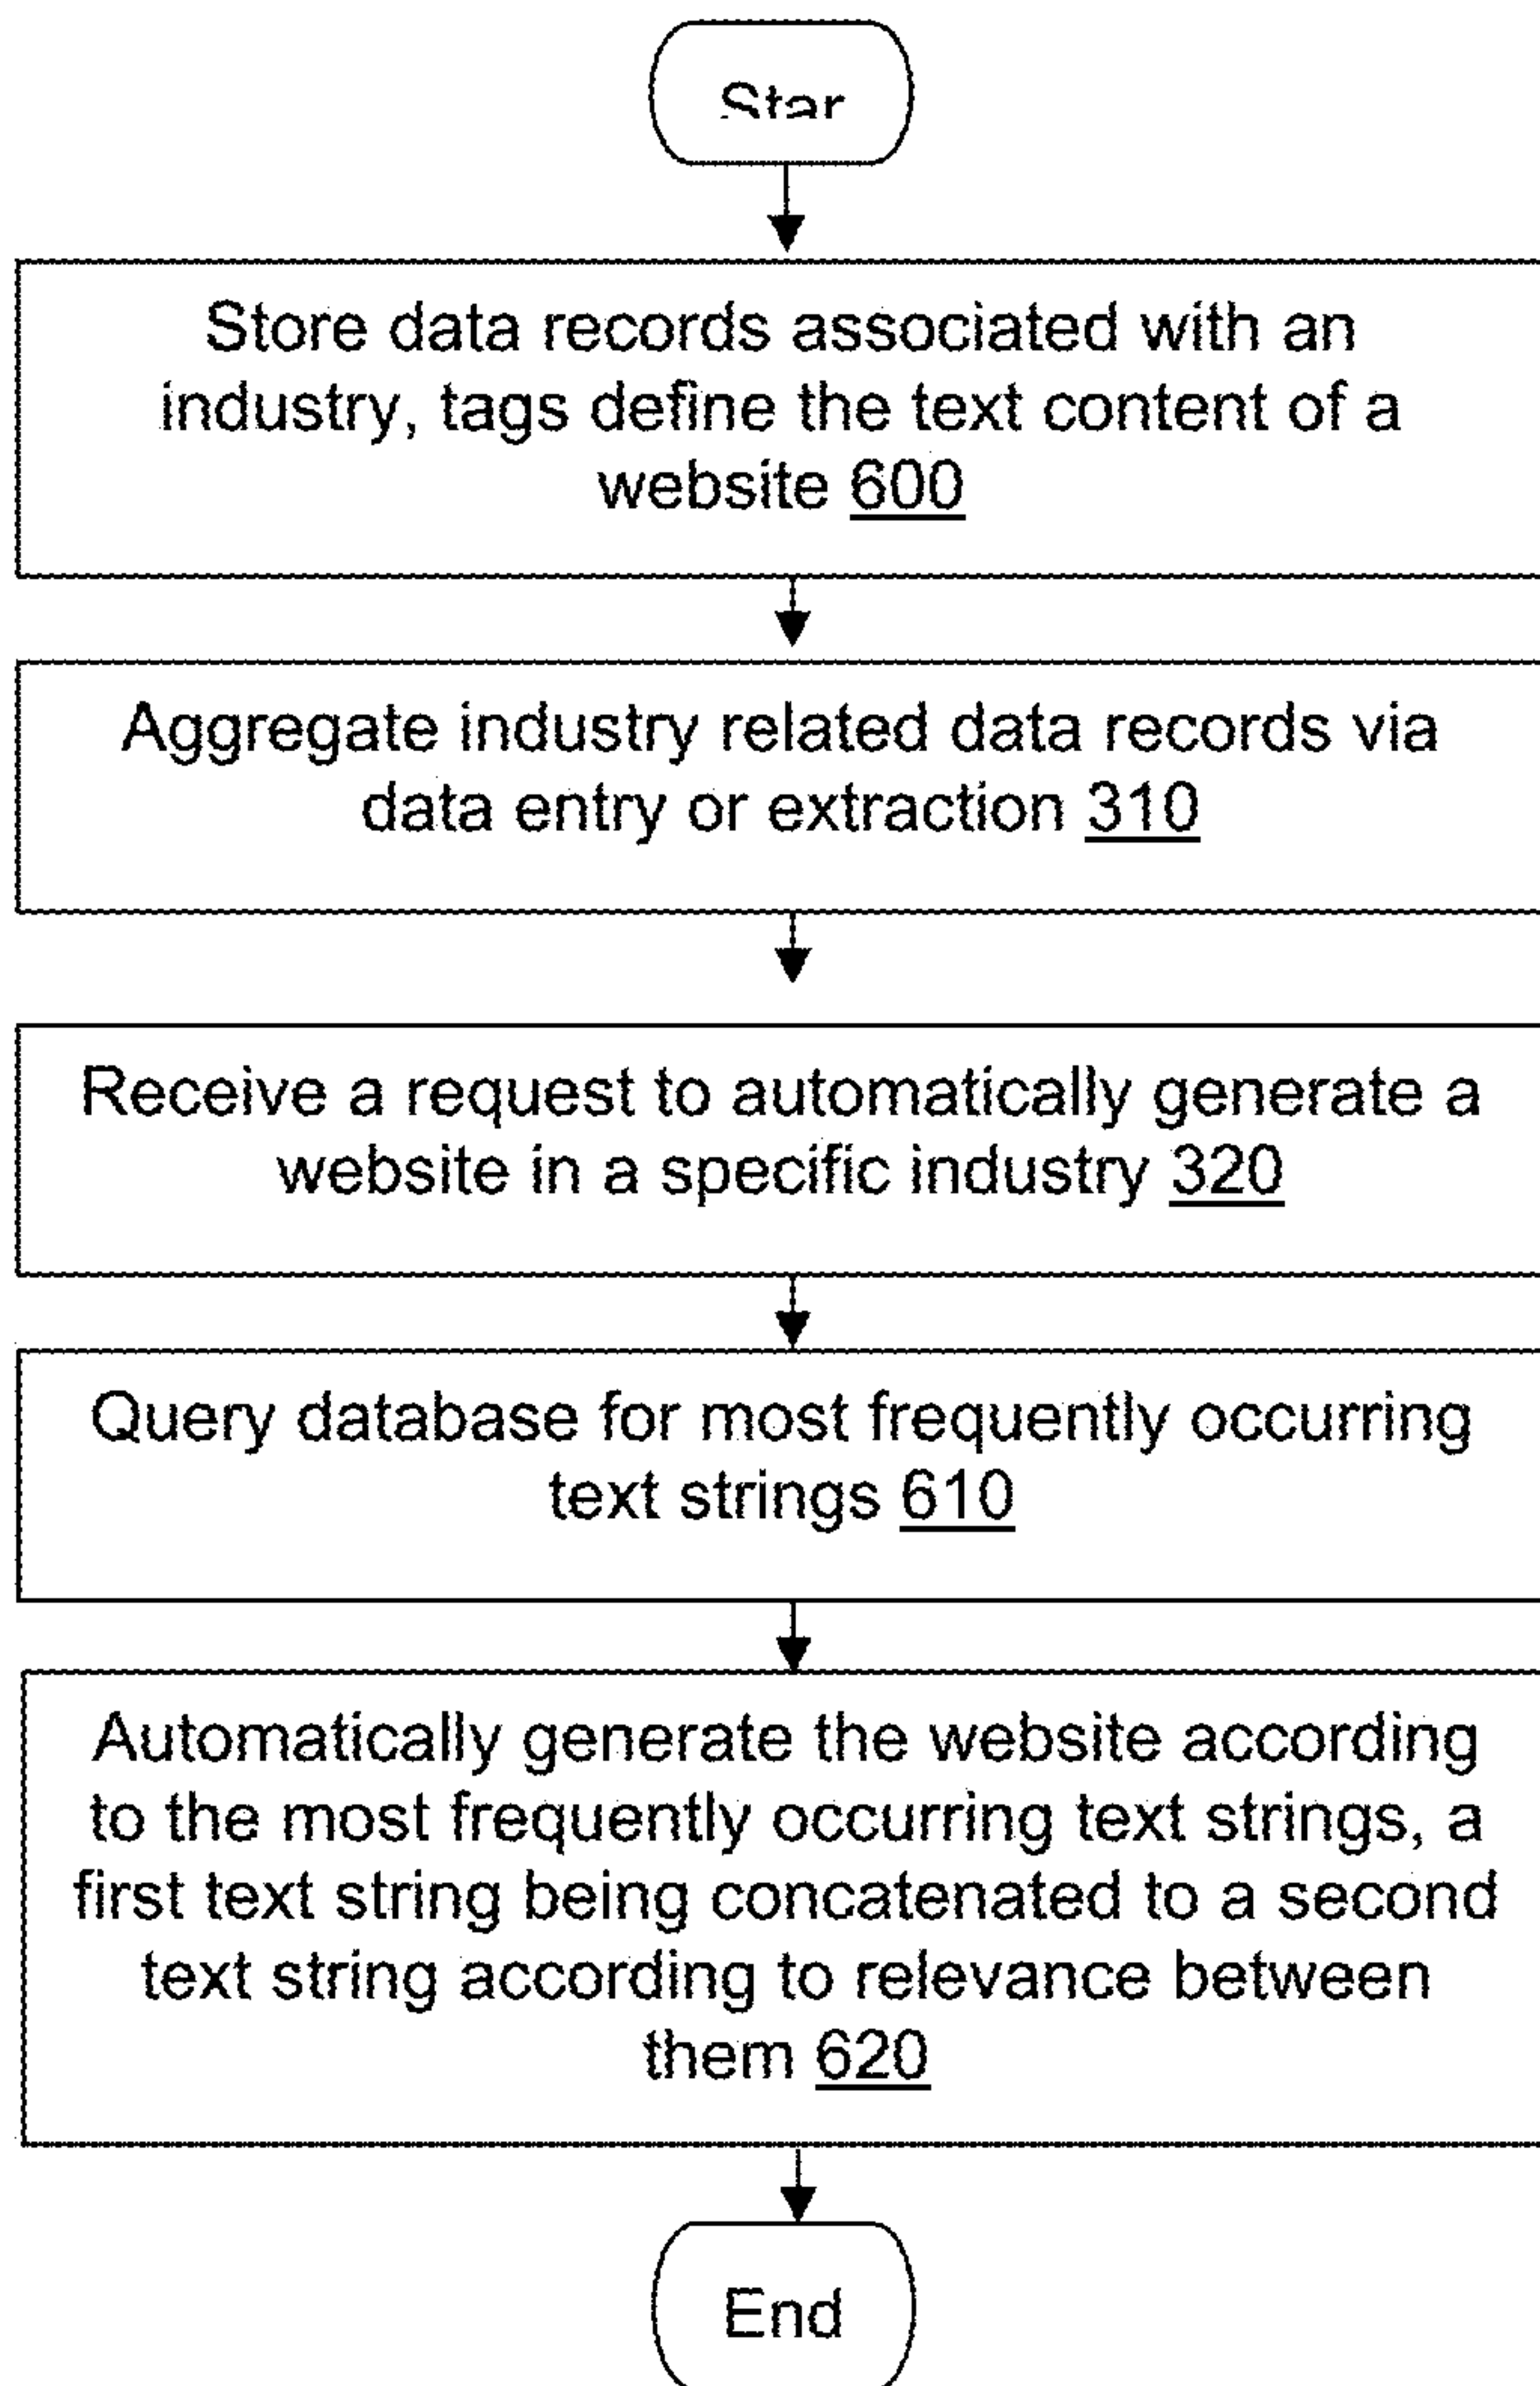 Star
Store data records associated with an
industry, tags define the text content of a
website 600
Aggregate industry related data records via
data entry or extraction 310
Receive a request to automatically generate a
website in a specific industry 320
Query database for most frequently occurring
text strings 610
Automatically generate the website according
to the most frequently occurring text strings, a
first text string being concatenated to a second
text string according to relevance between
them 620
End